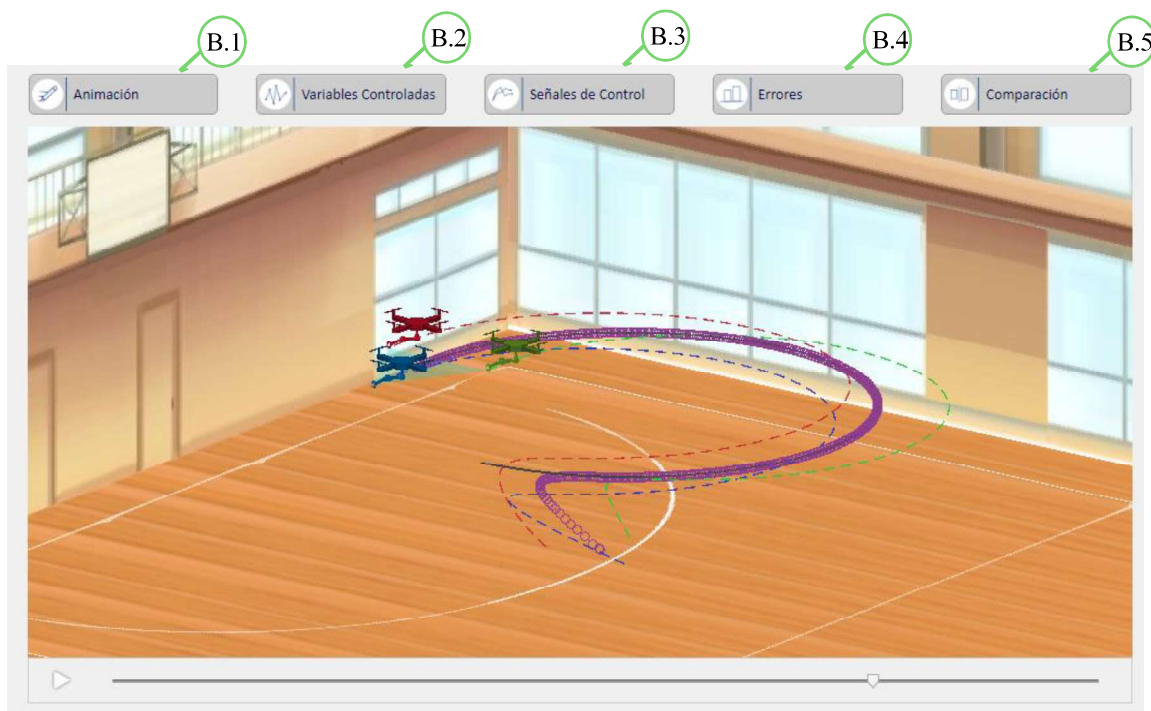 B.1
B.2
B.3
B.4
B.5
Animación
Variables Controladas
Señales de Control
Errores
Comparación